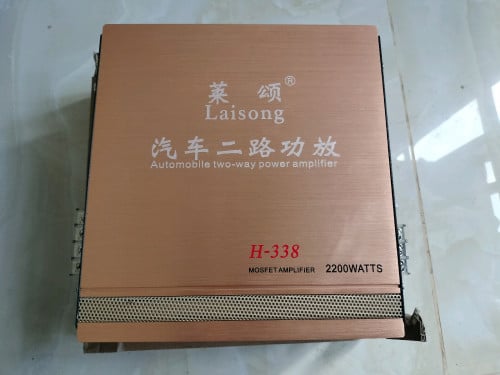 莱颂®
Laisong
汽车二路功放
Automobile two-way power amplifier
H-338
MOSFET AMPLIFIER 2200WATTS